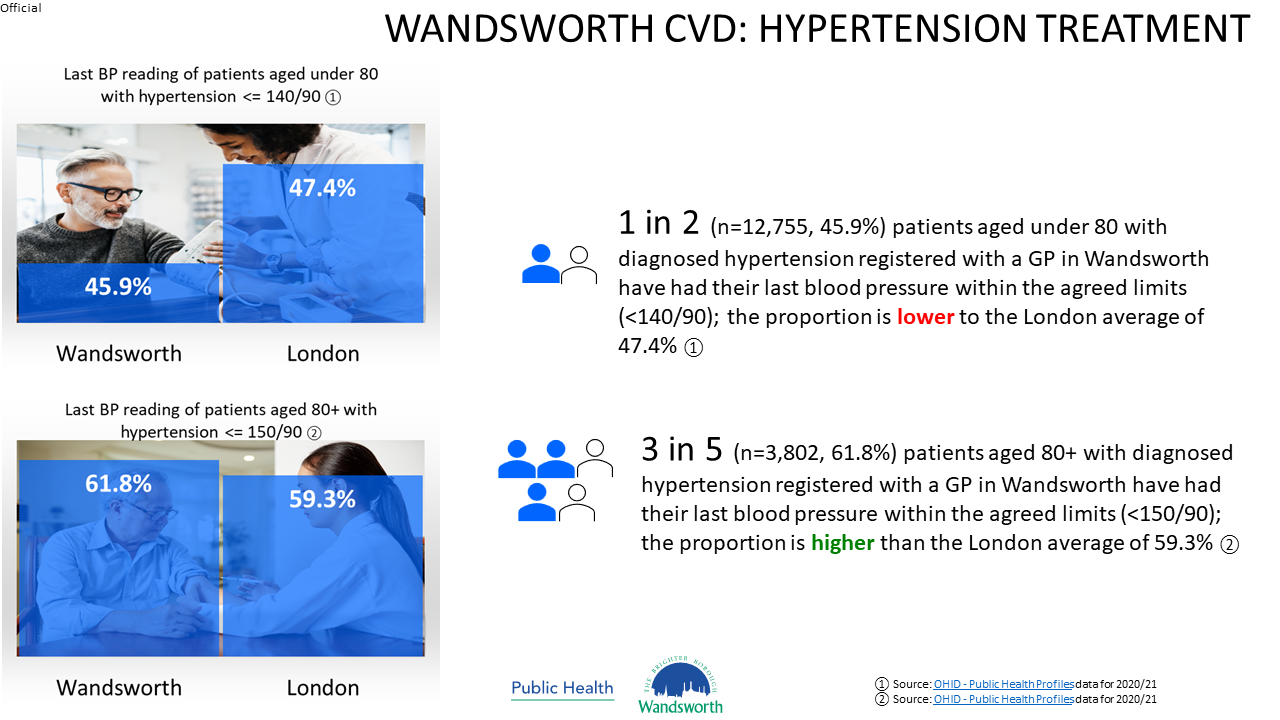 Official
WANDSWORTH CVD: HYPERTENSION TREATMENT
Last BP reading of patients aged under 80
with hypertension <= 140/90 ①
47.4%
45.9%
Wandsworth London
1 in 2 (n=12,755, 45.9%) patients aged under 80 with
diagnosed hypertension registered with a GP in Wandsworth
have had their last blood pressure within the agreed limits
(<140/90); the proportion is lower to the London average of
47.4% ①
Last BP reading of patients aged 80+ with
hypertension <= 150/90 ②
61.8%
59.3%
Wandsworth London
3 in 5 (n=3,802, 61.8%) patients aged 80+ with diagnosed
hypertension registered with a GP in Wandsworth have had
their last blood pressure within the agreed limits (<150/90);
the proportion is higher than the London average of 59.3% ②
Public Health
THE BRIGHTER BOROUGH
Wandsworth
① Source: OHID - Public Health Profiles data for 2020/21
② Source: OHID - Public Health Profiles data for 2020/21